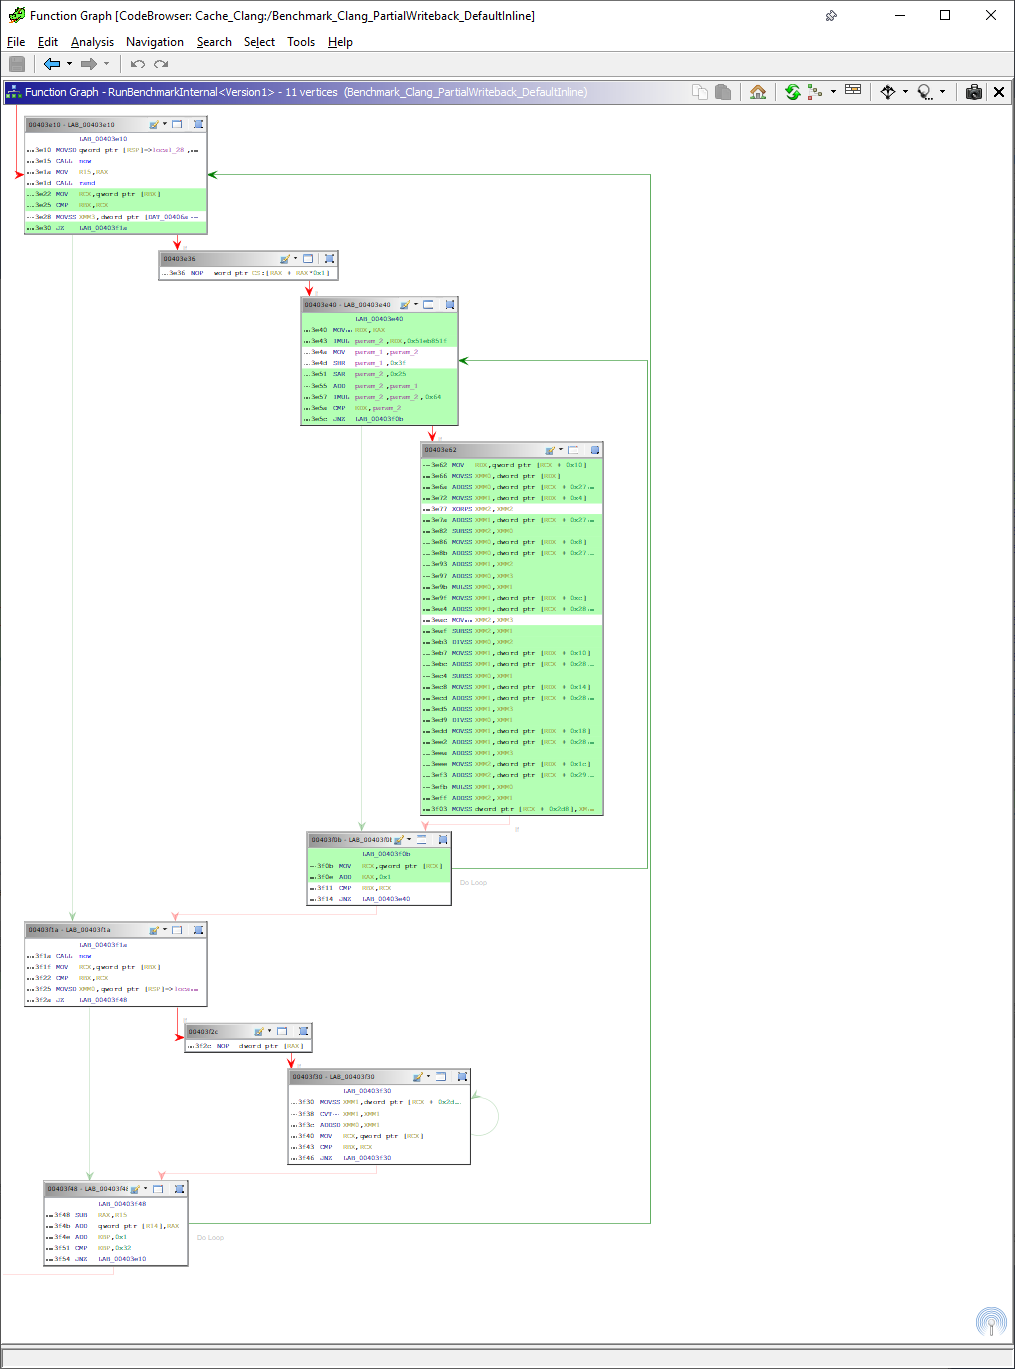 Function Graph [CodeBrowser: Cache_Clang:/Benchmark_Clang_PartialWriteback_DefaultInline]
File Edit Analysis Navigation Search Select Tools Help
Function Graph - RunBenchmarkInternal<Version1> - 11 vertices (Benchmark_Clang_PartialWriteback_DefaultInline)
00403e10 - LAB_00403e10
LAB_00403e10
...3e10 MOVSD qword ptr [RSP]=>local_28 ,...
...3e15 CALL now
...3e1a MOV R15,RAX
...3e1d CALL rand
...3e22 MOV RCX,qword ptr [RBX]
...3e25 CMP RBX,RCX
...3e28 MOVSS XMM3,dword ptr [DAT_00406a...
...3e30 JZ LAB_00403f1a
00403e36
...3e36 NOP word ptr CS:[RAX + RAX*0x1]
00403e40 - LAB_00403e40
LAB_00403e40
...3e40 MOV... RDX,RAX
...3e43 IMUL param_2,RDX,0x51eb851f
...3e4a MOV param_1,param_2
...3e4d SHR param_1,0x3f
...3e51 SAR param_2,0x25
...3e55 ADD param_2,param_1
...3e57 IMUL param_2,param_2,0x64
...3e5a CMP EDX,param_2
...3e5c JNZ LAB_00403f0b
00403e62
...3e62 MOV RDX,qword ptr [RCX + 0x10]
...3e66 MOVSS XMM0,dword ptr [RDX]
...3e6a ADDSS XMM0,dword ptr [RCX + 0x27...
...3e72 MOVSS XMM1,dword ptr [RDX + 0x4]
...3e77 XORPS XMM2,XMM2
...3e7a ADDSS XMM1,dword ptr [RCX + 0x27...
...3e82 SUBSS XMM2,XMM0
...3e86 MOVSS XMM0,dword ptr [RDX + 0x8]
...3e8b ADDSS XMM0,dword ptr [RCX + 0x27...
...3e93 ADDSS XMM1,XMM2
...3e97 ADDSS XMM0,XMM3
...3e9b MULSS XMM0,XMM1
...3e9f MOVSS XMM1,dword ptr [RDX + 0xc]
...3ea4 ADDSS XMM1,dword ptr [RCX + 0x28...
...3eac MOV... XMM2,XMM3
...3eaf SUBSS XMM2,XMM1
...3eb3 DIVSS XMM0,XMM2
...3eb7 MOVSS XMM1,dword ptr [RDX + 0x10]
...3ebc ADDSS XMM1,dword ptr [RCX + 0x28...
...3ec4 SUBSS XMM0,XMM1
...3ec8 MOVSS XMM1,dword ptr [RDX + 0x14]
...3ecd ADDSS XMM1,dword ptr [RCX + 0x28...
...3ed5 ADDSS XMM1,XMM3
...3ed9 DIVSS XMM0,XMM1
...3edd MOVSS XMM1,dword ptr [RDX + 0x18]
...3ee2 ADDSS XMM1,dword ptr [RCX + 0x28...
...3eea ADDSS XMM1,XMM3
...3eee MOVSS XMM2,dword ptr [RDX + 0x1c]
...3ef3 ADDSS XMM2,dword ptr [RCX + 0x29...
...3efb MULSS XMM1,XMM0
...3eff ADDSS XMM2,XMM1
...3f03 MOVSS dword ptr [RCX + 0x2d8],XM...
00403f0b - LAB_00403f0b
LAB_00403f0b
...3f0b MOV RCX,qword ptr [RCX]
...3f0e ADD EAX,0x1
...3f11 CMP RBX,RCX
...3f14 JNZ LAB_00403e40
Do Loop
00403f1a - LAB_00403f1a
LAB_00403f1a
...3f1a CALL now
...3f1f MOV RCX,qword ptr [RBX]
...3f22 CMP RBX,RCX
...3f25 MOVSD XMM0,qword ptr [RSP]=>loca...
...3f2a JZ LAB_00403f48
00403f2c
...3f2c NOP dword ptr [RAX]
00403f30 - LAB_00403f30
LAB_00403f30
...3f30 MOVSS XMM1,dword ptr [RCX + 0x2d...
...3f38 CVT... XMM1,XMM1
...3f3c ADDSD XMM0,XMM1
...3f40 MOV RCX,qword ptr [RCX]
...3f43 CMP RBX,RCX
...3f46 JNZ LAB_00403f30
00403f48 - LAB_00403f48
LAB_00403f48
...3f48 SUB RAX,R15
...3f4b ADD qword ptr [R14],RAX
...3f4e ADD EBP,0x1
...3f51 CMP EBP,0x32
...3f54 JNZ LAB_00403e10
Do Loop